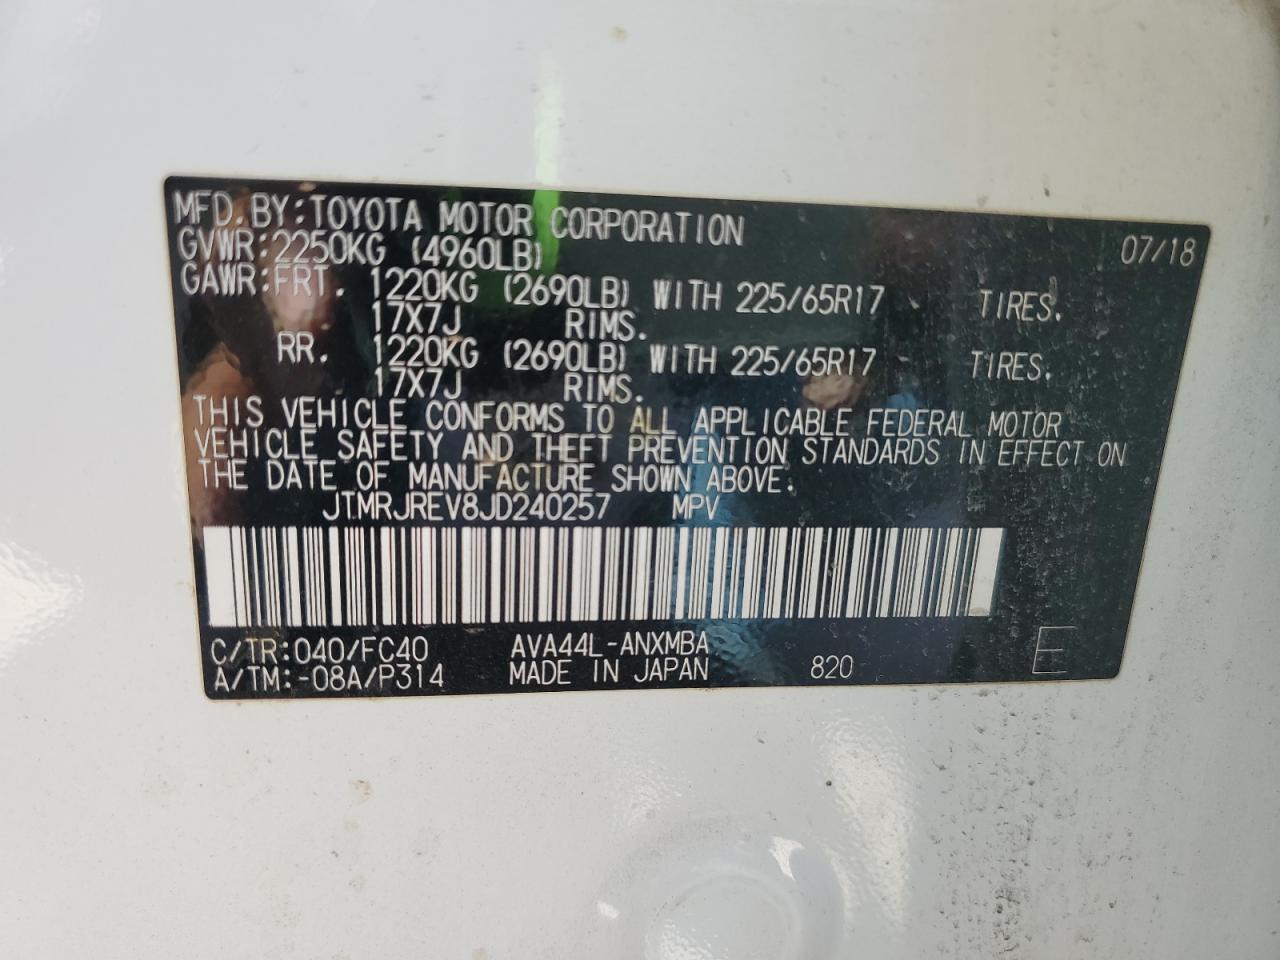 MFD. BY: TOYOTA MOTOR CORPORATION 07/18
GVWR: 2250KG (4960LB)
GAWR: FRT. 1220KG (2690LB) WITH 225/65R17 TIRES.
17X7J RIMS.
RR. 1220KG (2690LB) WITH 225/65R17 TIRES.
17X7J RIMS.
THIS VEHICLE CONFORMS TO ALL APPLICABLE FEDERAL MOTOR
VEHICLE SAFETY AND THEFT PREVENTION STANDARDS IN EFFECT ON
THE DATE OF MANUFACTURE SHOWN ABOVE.
JTMRJREV8JD240257 MPV
C/TR: 040/FC40 AVA44L-ANXMBA
A/TM: -08A/P314 MADE IN JAPAN 820 E